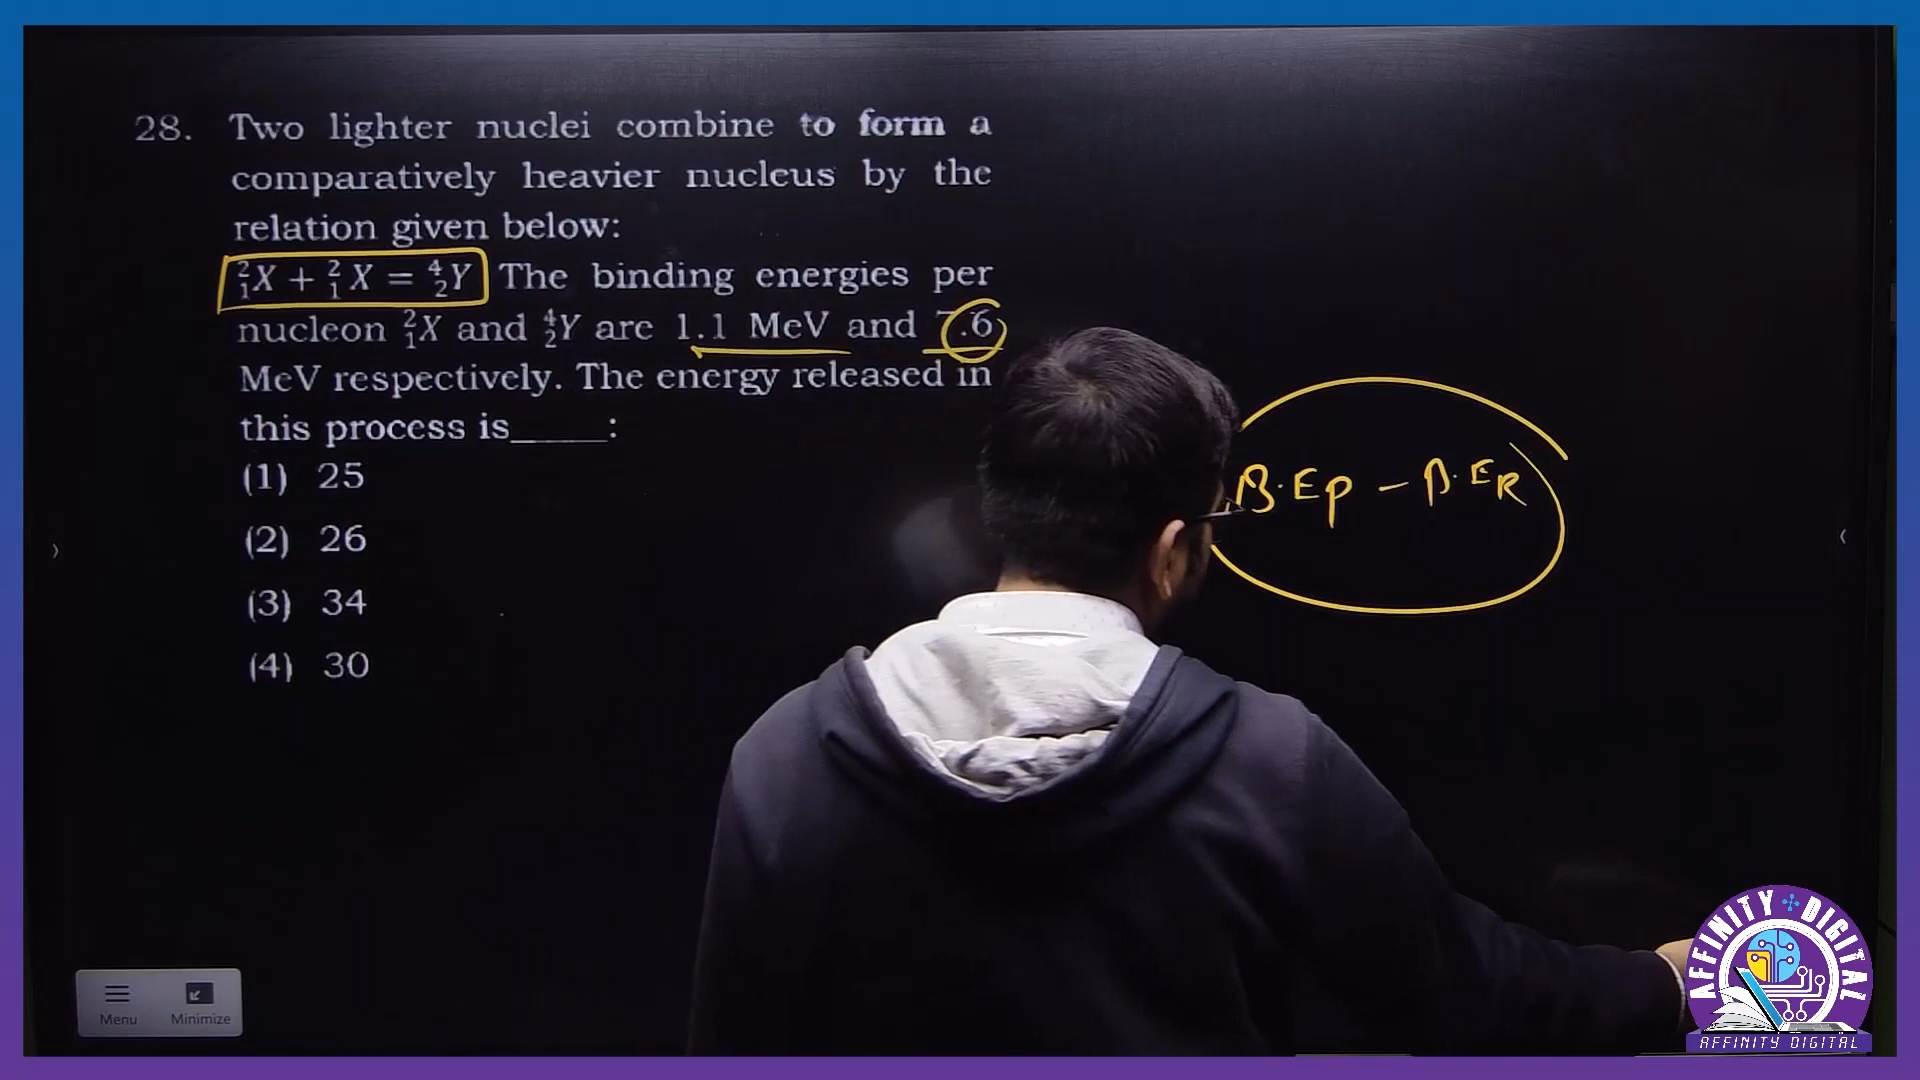 28. Two lighter nuclei combine to form a
comparatively heavier nucleus by the
relation given below:
²₁X + ²₁X = ⁴₂Y The binding energies per
nucleon ²₁X and ⁴₂Y are 1.1 MeV and 7.6
MeV respectively. The energy released in
this process is_____:
(1) 25
(2) 26
(3) 34
(4) 30
B.Ep - B.ER
Menu Minimize
AFFINITY DIGITAL
AFFINITY DIGITAL